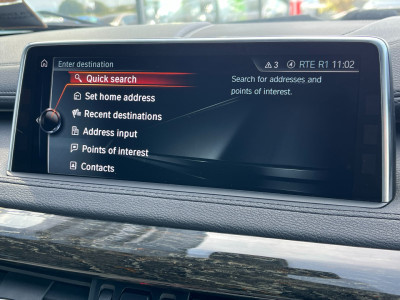 Enter destination
3 RTE R1 11:02
Quick search
Set home address
Recent destinations
Address input
Points of interest
Contacts
Search for addresses and
points of interest.